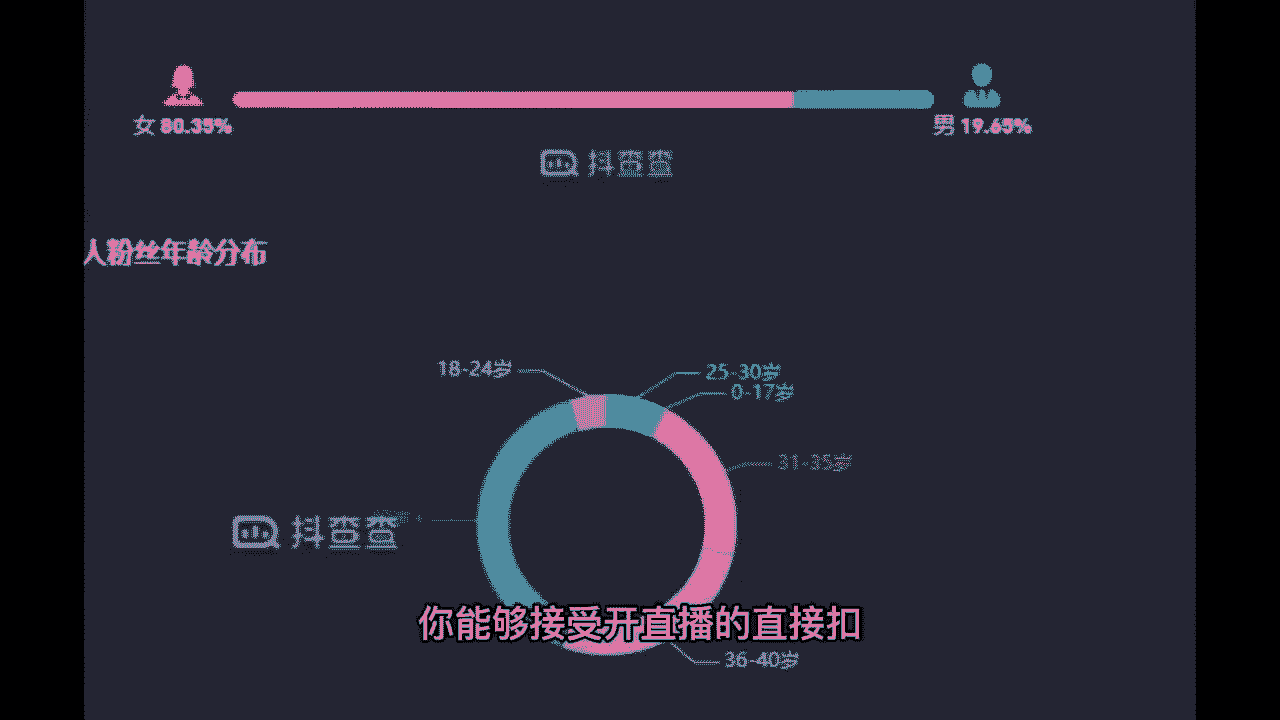 女 80.35%
男 19.65%
抖查查
人粉丝年龄分布
18-24岁
25-30岁
0-17岁
31-35岁
抖查查
你能够接受开直播的直接扣
36-40岁